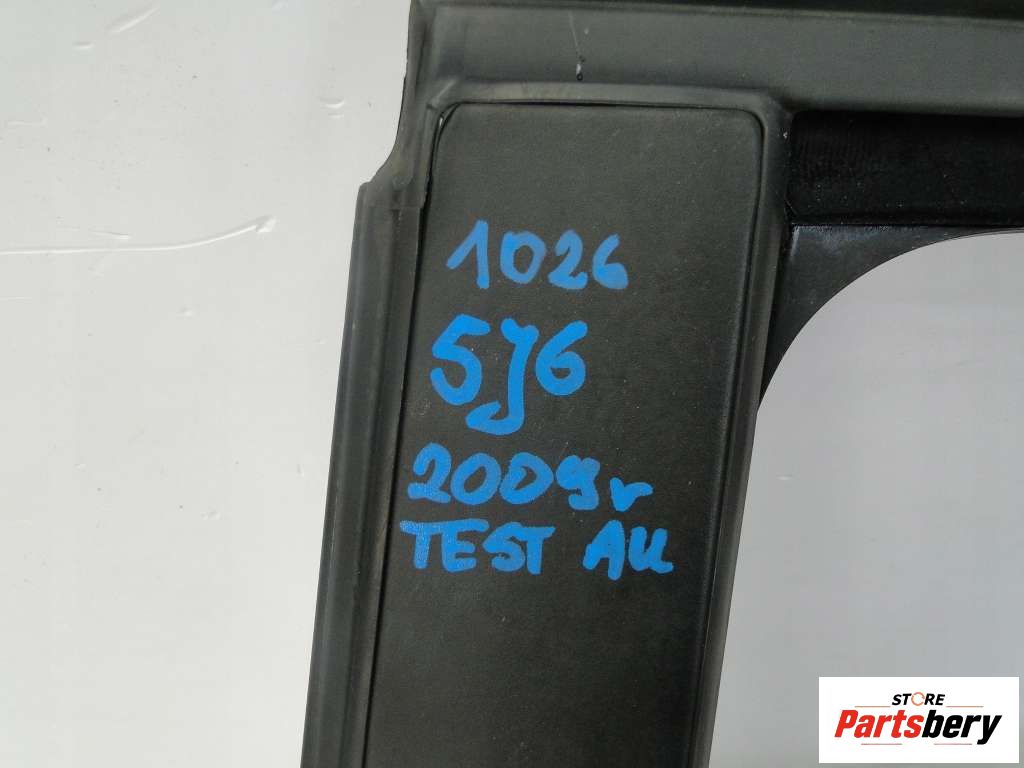 1026
5J6
2009r
TEST AU
STORE
Partsbery